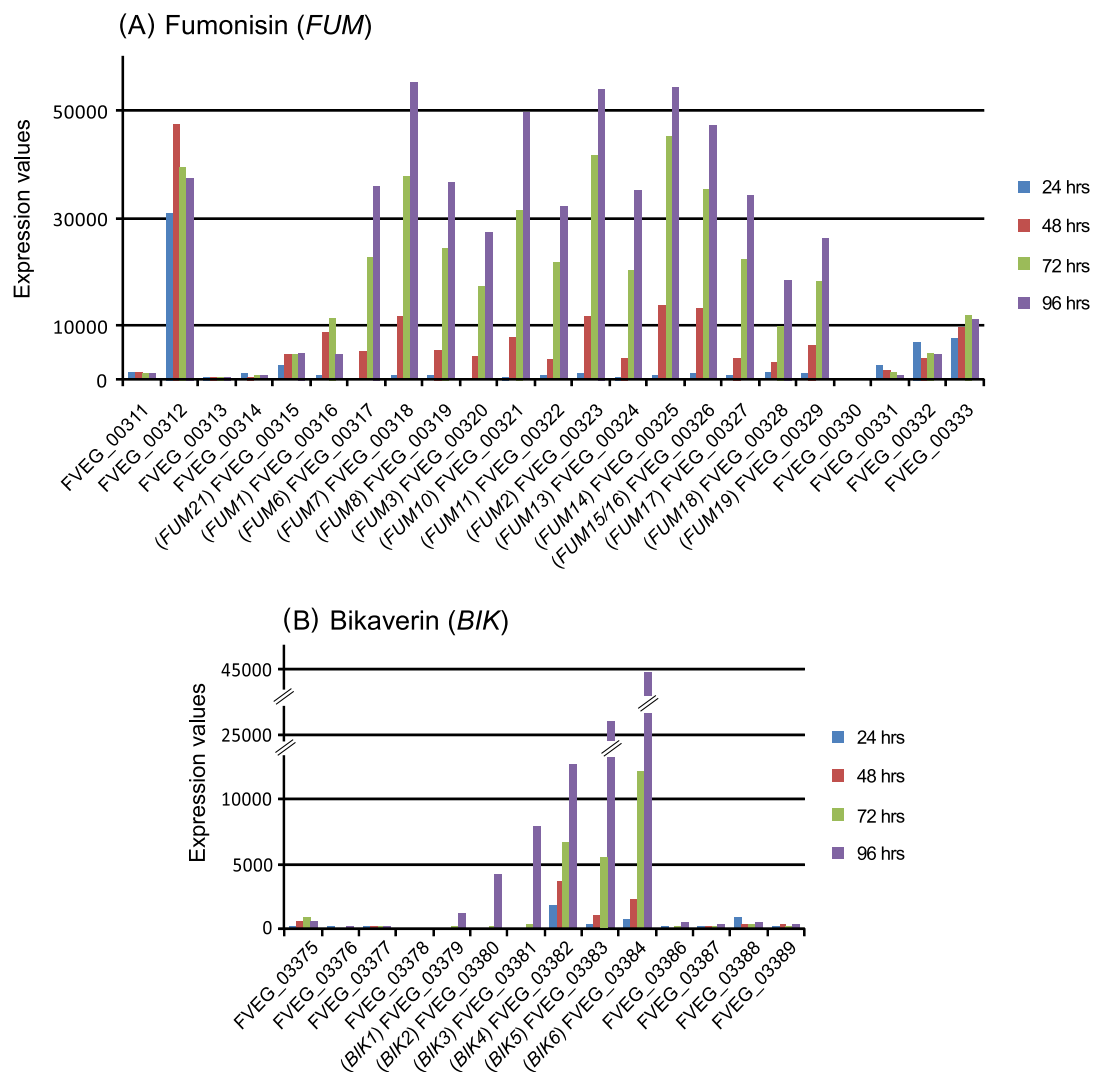 (A) Fumonisin (FUM)
Expression values
50000
30000
10000
0
24 hrs
48 hrs
72 hrs
96 hrs
FVEG_00311
FVEG_00312
FVEG_00313
FVEG_00314
(FUM21) FVEG_00315
(FUM1) FVEG_00316
(FUM6) FVEG_00317
(FUM7) FVEG_00318
(FUM8) FVEG_00319
(FUM3) FVEG_00320
(FUM10) FVEG_00321
(FUM11) FVEG_00322
(FUM2) FVEG_00323
(FUM13) FVEG_00324
(FUM14) FVEG_00325
(FUM15/16) FVEG_00326
(FUM17) FVEG_00327
(FUM18) FVEG_00328
(FUM19) FVEG_00329
FVEG_00330
FVEG_00331
FVEG_00332
FVEG_00333
(B) Bikaverin (BIK)
Expression values
45000
25000
10000
5000
0
24 hrs
48 hrs
72 hrs
96 hrs
FVEG_03375
FVEG_03376
FVEG_03377
FVEG_03378
(BIK1) FVEG_03379
(BIK2) FVEG_03380
(BIK3) FVEG_03381
(BIK4) FVEG_03382
(BIK5) FVEG_03383
(BIK6) FVEG_03384
FVEG_03386
FVEG_03387
FVEG_03388
FVEG_03389